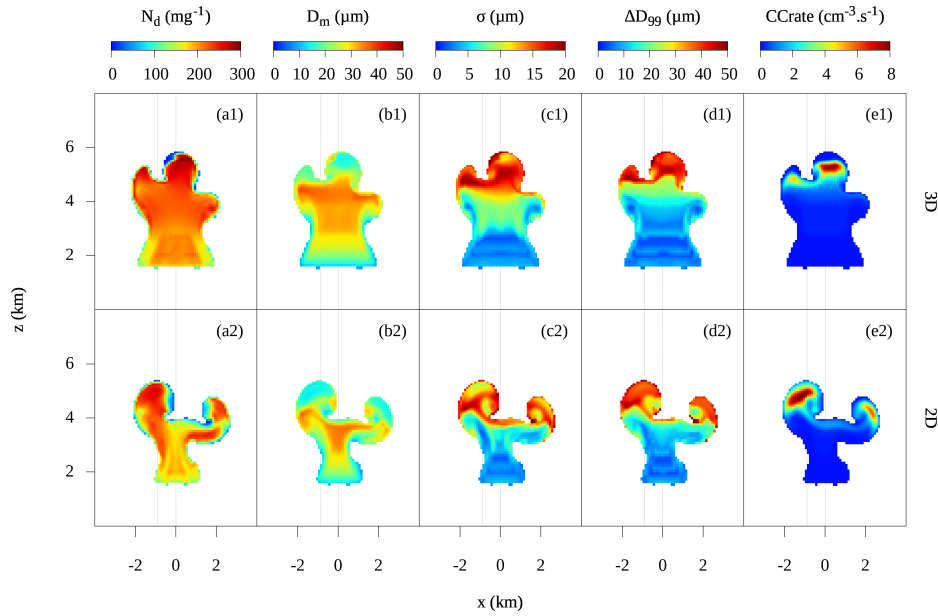 N_d (mg^-1) D_m (µm) σ (µm) ΔD_99 (µm) CCrate (cm^-3.s^-1)
0 100 200 300 0 10 20 30 40 50 0 5 10 15 20 0 10 20 30 40 50 0 2 4 6 8
(a1) (b1) (c1) (d1) (e1)
6
4
2
3D
z (km)
(a2) (b2) (c2) (d2) (e2)
6
4
2
2D
-2 0 2 -2 0 2 -2 0 2 -2 0 2 -2 0 2
x (km)